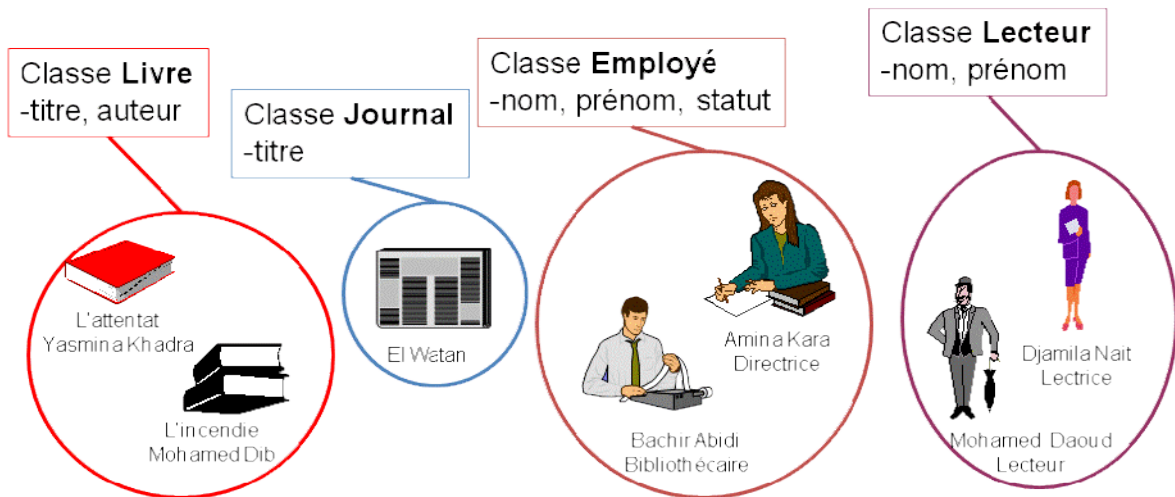 Classe Livre
-titre, auteur
Classe Journal
-titre
Classe Employé
-nom, prénom, statut
Classe Lecteur
-nom, prénom
L'attentat
Yasmina Khadra
L'incendie
Mohamed Dib
El Watan
Amina Kara
Directrice
Bachir Abidi
Bibliothécaire
Djamila Nait
Lectrice
Mohamed Daoud
Lecteur